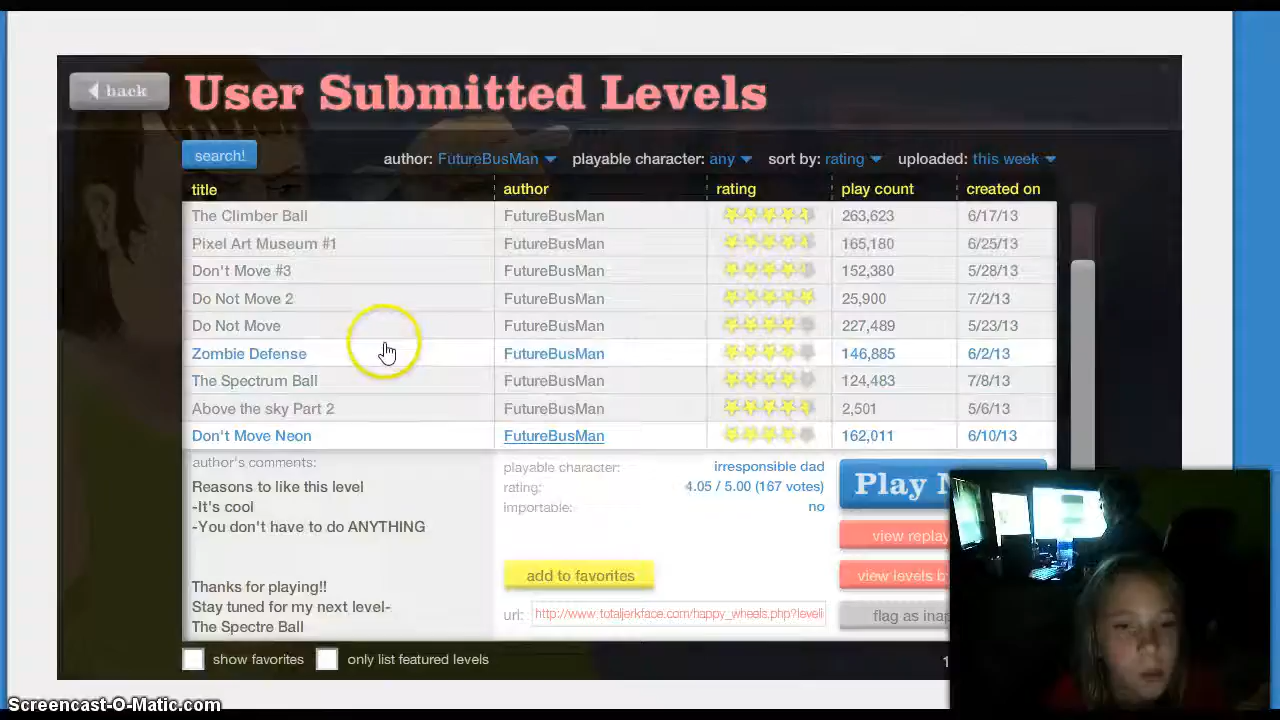 back
User Submitted Levels
search!
author: FutureBusMan playable character: any sort by: rating uploaded: this week
title author rating play count created on
The Climber Ball FutureBusMan 263,623 6/17/13
Pixel Art Museum #1 FutureBusMan 165,180 6/25/13
Don't Move #3 FutureBusMan 152,380 5/28/13
Do Not Move 2 FutureBusMan 25,900 7/2/13
Do Not Move FutureBusMan 227,489 5/23/13
Zombie Defense FutureBusMan 146,885 6/2/13
The Spectrum Ball FutureBusMan 124,483 7/8/13
Above the sky Part 2 FutureBusMan 2,501 5/6/13
Don't Move Neon FutureBusMan 162,011 6/10/13
author's comments:
Reasons to like this level
-It's cool
-You don't have to do ANYTHING
Thanks for playing!!
Stay tuned for my next level-
The Spectre Ball
playable character: irresponsible dad
rating: 4.05 / 5.00 (167 votes)
importable: no
add to favorites
url: http://www.totaljerkface.com/happy_wheels.php?leveli
Play
view replay
view levels b
flag as inap
show favorites only list featured levels
Screencast-O-Matic.com